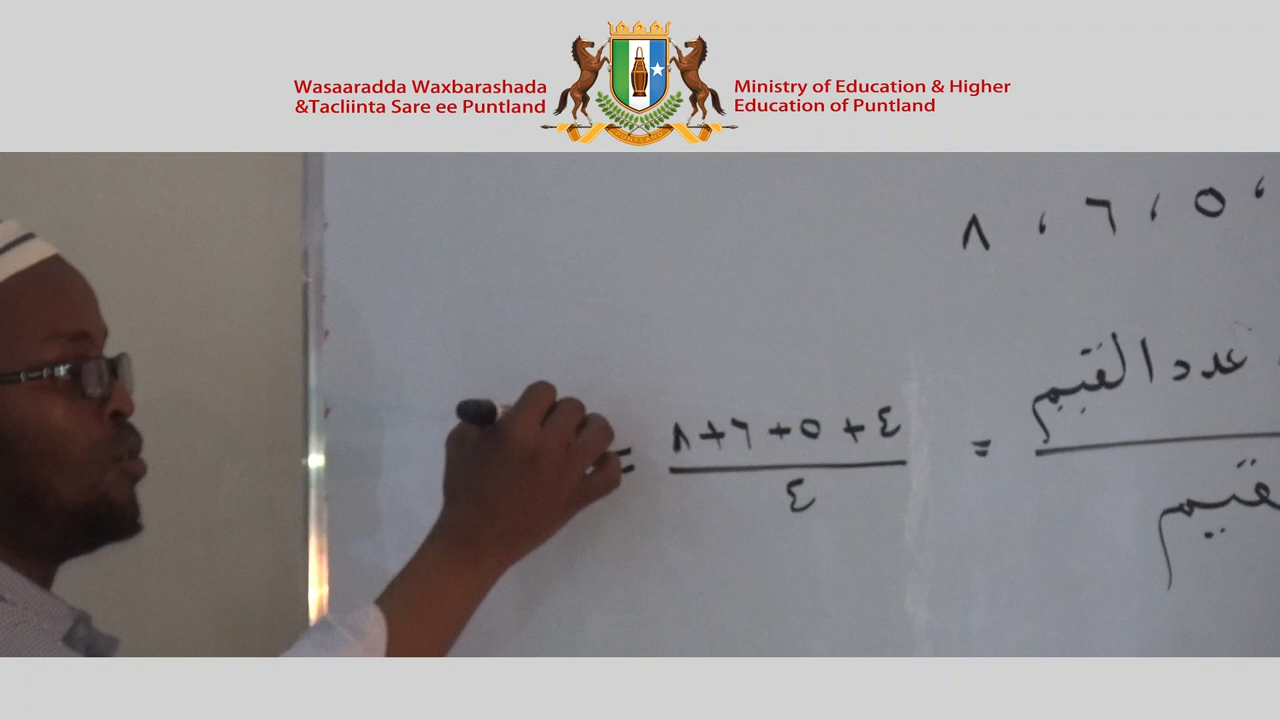 Wasaaradda Waxbarashada
&Tacliinta Sare ee Puntland
Ministry of Education & Higher
Education of Puntland
PUNTLAND
، ٥ ، ٦ ، ٨
عدد القيم
= ٤ + ٥ + ٦ + ٨ =
٤